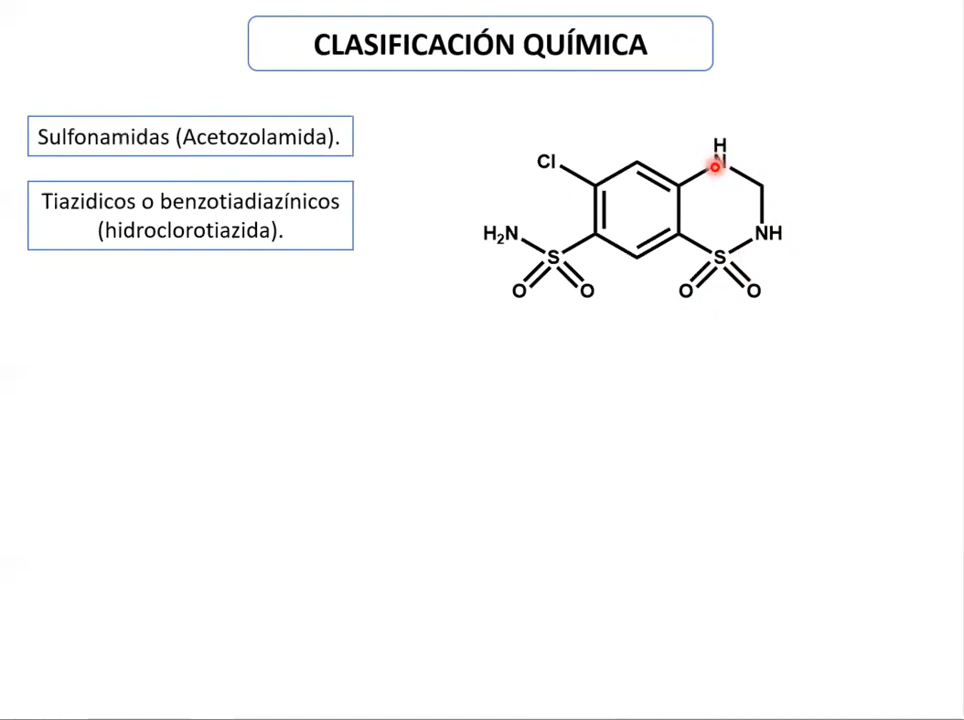 CLASIFICACIÓN QUÍMICA
Sulfonamidas (Acetozolamida).
Tiazidicos o benzotiadiazínicos
(hidroclorotiazida).
H
Cl
N
H₂N
NH
S
S
O
O
O
O